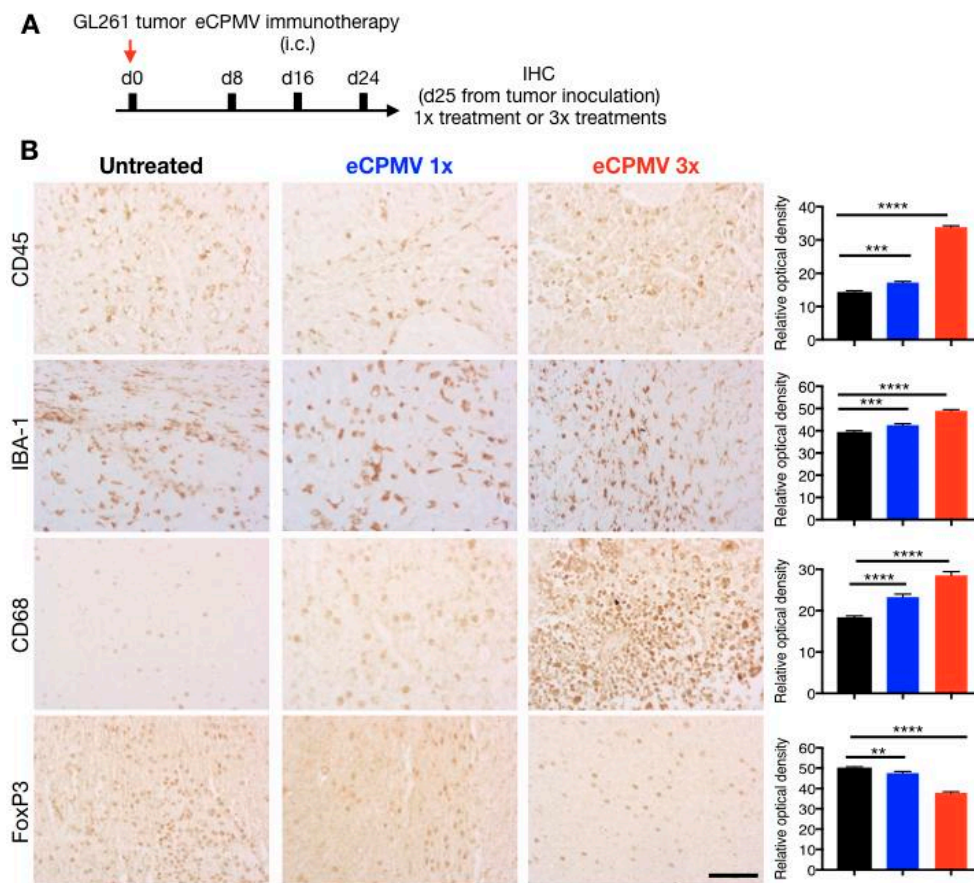 A
GL261 tumor eCPMV immunotherapy
(i.c.)
d0 d8 d16 d24
IHC
(d25 from tumor inoculation)
1x treatment or 3x treatments
B
Untreated eCPMV 1x eCPMV 3x
CD45
Relative optical density
40
30
20
10
0
****
***
IBA-1
Relative optical density
60
50
40
30
20
10
0
****
***
CD68
Relative optical density
30
20
10
0
****
****
FoxP3
Relative optical density
60
50
40
30
20
10
0
****
**